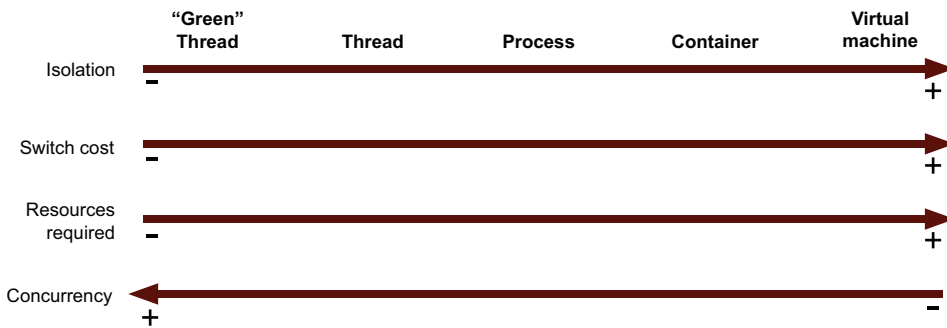 “Green” Thread Thread Process Container Virtual machine
Isolation
-
+
Switch cost
-
+
Resources required
-
+
Concurrency
+
-